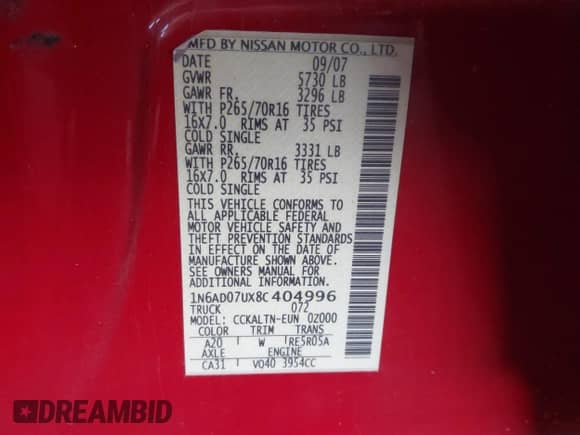 MFD BY NISSAN MOTOR CO., LTD.
DATE 09/07
GVWR 5730 LB
GAWR FR, 3296 LB
WITH P265/70R16 TIRES
16X7.0 RIMS AT 35 PSI
COLD SINGLE
GAWR RR. 3331 LB
WITH P265/70R16 TIRES
16X7.0 RIMS AT 35 PSI
COLD SINGLE
THIS VEHICLE CONFORMS TO
ALL APPLICABLE FEDERAL
MOTOR VEHICLE SAFETY AND
THEFT PREVENTION STANDARDS
IN EFFECT ON THE DATE OF
MANUFACTURE SHOWN ABOVE.
SEE OWNERS MANUAL FOR
ADDITIONAL INFORMATION.
1N6AD07UX8C404996
TRUCK 072
MODEL: CCKALTN-EUN 02000
COLOR TRIM TRANS
A20 W RE5R05A
AXLE ENGINE
CA31 VQ40 3954CC
DREAMBID